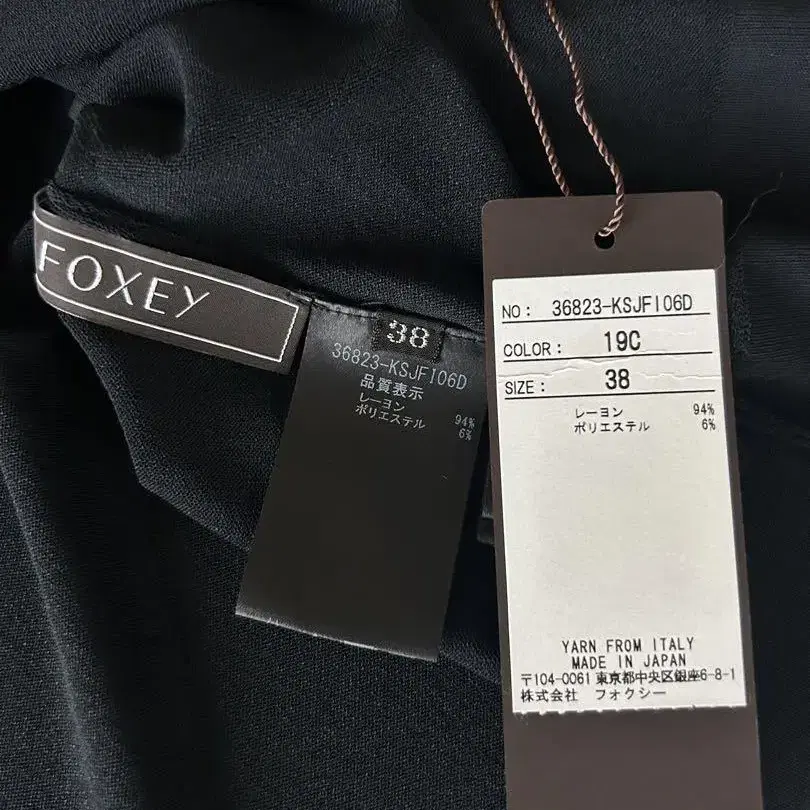 FOXEY
38
36823-KSJFI06D
品質表示
レーヨン 94%
ポリエステル 6%
NO: 36823-KSJFI06D
COLOR: 19C
SIZE: 38
レーヨン 94%
ポリエステル 6%
YARN FROM ITALY
MADE IN JAPAN
〒104-0061 東京都中央区銀座6-8-1
株式会社 フォクシー